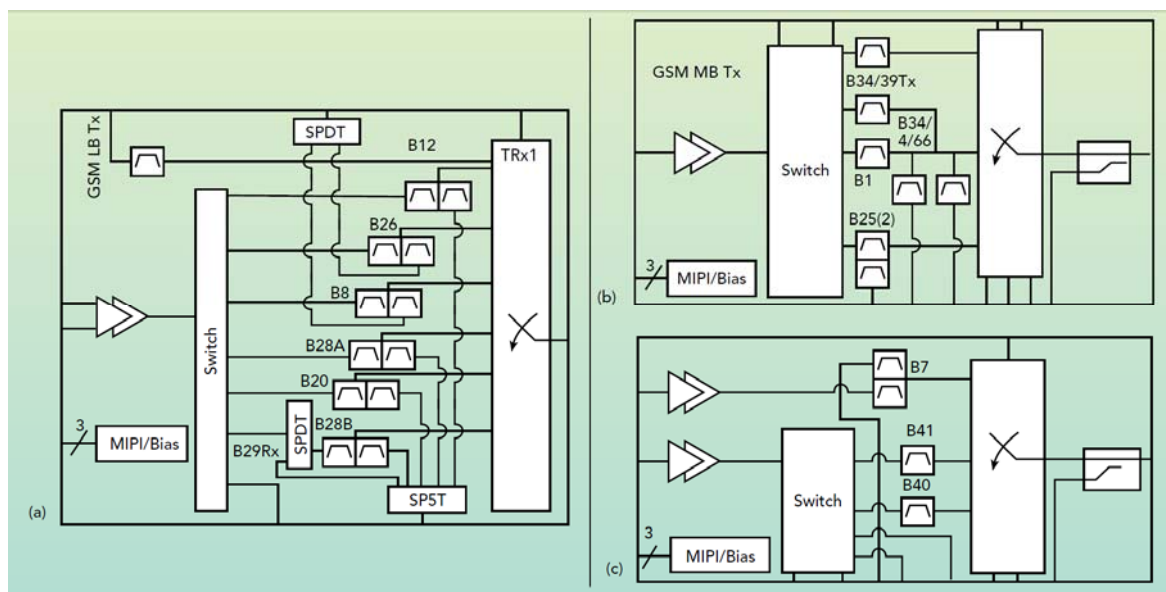 GSM LB Tx
SPDT
B12
TRx1
B26
B8
B28A
B20
B28B
B29Rx
SPDT
SP5T
Switch
3
MIPI/Bias
(a)
GSM MB Tx
B34/39Tx
B34/
4/66
B1
B25(2)
Switch
3
MIPI/Bias
(b)
B7
B41
B40
Switch
3
MIPI/Bias
(c)